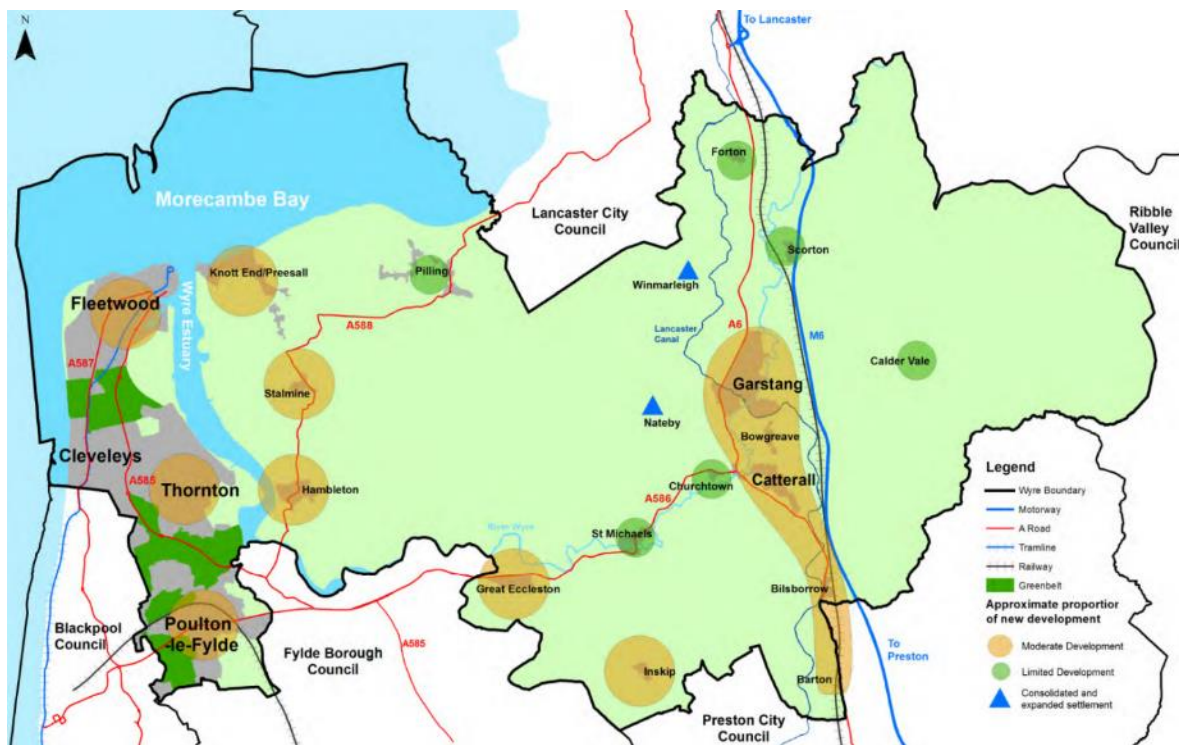 N
To Lancaster
Forton
Morecambe Bay
Lancaster City
Council
Ribble
Valley
Council
Scorton
Knott End/Preesall
Pilling
Winmarleigh
Fleetwood
Wyre Estuary
A588
Lancaster
Canal
A6
M6
A587
Calder Vale
Stalmine
Garstang
Nateby
Bowgreave
Cleveleys
Thornton
A585
Hambleton
Churchtown
Catterall
A586
River Wyre
St Michaels
Great Eccleston
Bilsborrow
Blackpool
Council
Poulton
-le-Fylde
Fylde Borough
Council
A585
To
Preston
Inskip
Barton
Preston City
Council
Legend
Wyre Boundary
Motorway
A Road
Tramline
Railway
Greenbelt
Approximate proportion
of new development
Moderate Development
Limited Development
Consolidated and
expanded settlement